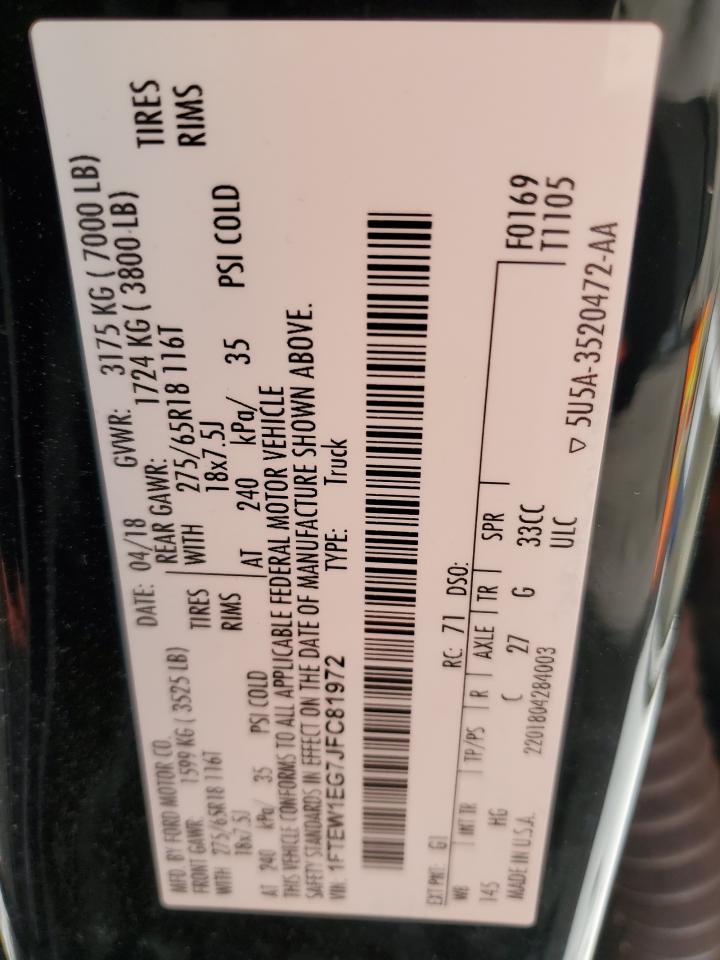 MFD. BY FORD MOTOR CO. DATE: 04/18 GVWR: 3175 KG ( 7000 LB)
FRONT GAWR: 1599 KG ( 3525 LB) REAR GAWR: 1724 KG ( 3800 LB)
WITH 275/65R18 116T TIRES WITH 275/65R18 116T TIRES
18x7.5J RIMS 18x7.5J RIMS
AT 240 kPa/ 35 PSI COLD AT 240 kPa/ 35 PSI COLD
THIS VEHICLE CONFORMS TO ALL APPLICABLE FEDERAL MOTOR VEHICLE
SAFETY STANDARDS IN EFFECT ON THE DATE OF MANUFACTURE SHOWN ABOVE.
VIN: 1FTEW1EG7JFC81972 TYPE: Truck
EXT PNT: G1 RC: 71 DSO: F0169
WB INT TR TP/PS R AXLE TR SPR T1105
145 HG C 27 G 33CC
MADE IN U.S.A. 2201804284003 ULC
▽ 5U5A-3520472-AA